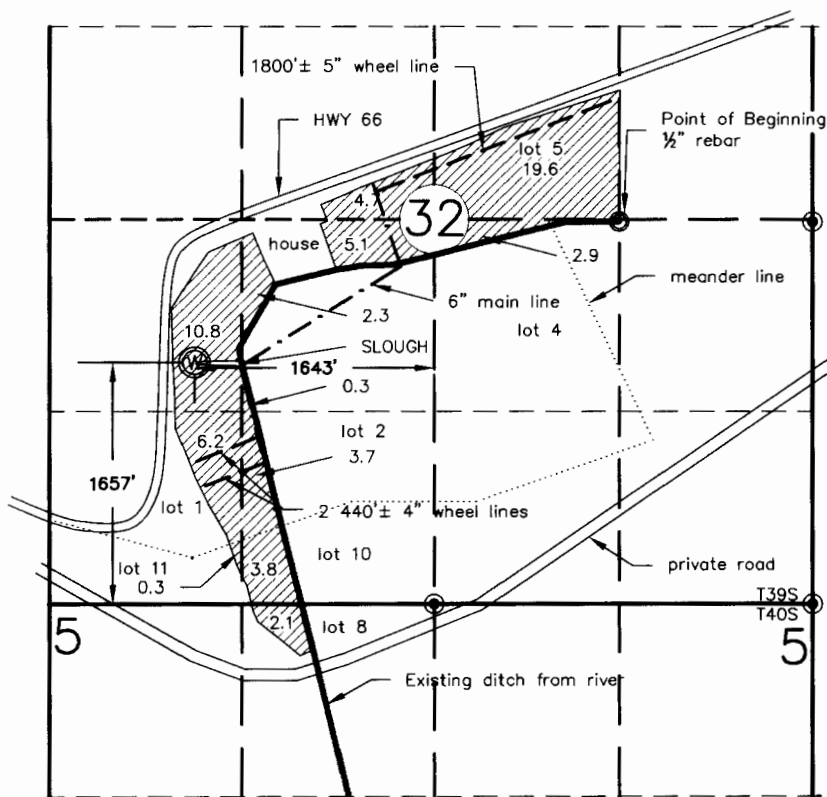 1800'± 5" wheel line
HWY 66
Point of Beginning
½" rebar
lot 5
19.6
4.7
32
house
5.1
2.9
meander line
6" main line
2.3
lot 4
10.8
SLOUGH
W
1643'
0.3
lot 2
6.2
3.7
1657'
lot 1
2 440'± 4" wheel lines
lot 10
lot 11
0.3
3.8
private road
T39S
T40S
2.1
lot 8
5
5
Existing ditch from river